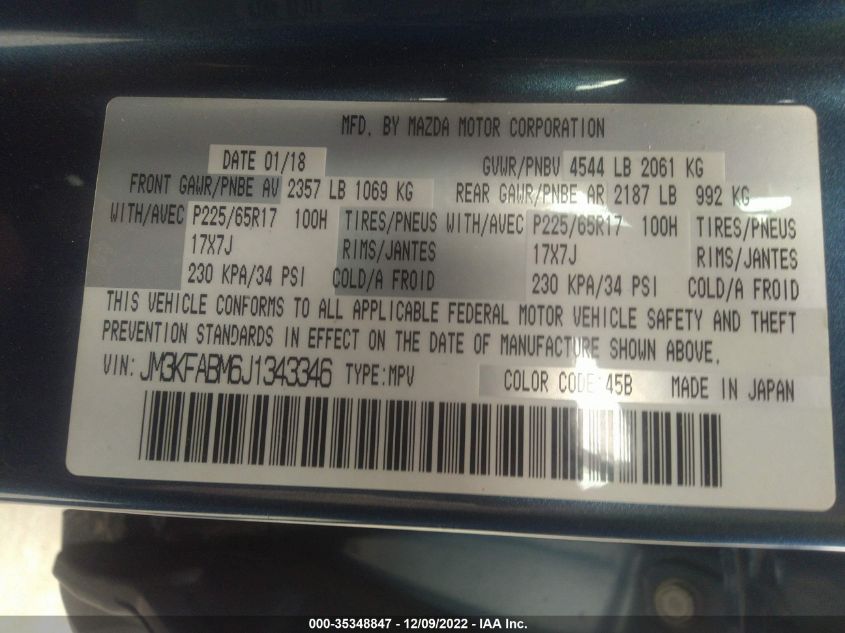 MFD. BY MAZDA MOTOR CORPORATION
DATE 01/18 GVWR/PNBV 4544 LB 2061 KG
FRONT GAWR/PNBE AV 2357 LB 1069 KG REAR GAWR/PNBE AR 2187 LB 992 KG
WITH/AVEC P225/65R17 100H TIRES/PNEUS WITH/AVEC P225/65R17 100H TIRES/PNEUS
17X7J RIMS/JANTES 17X7J RIMS/JANTES
230 KPA/34 PSI COLD/A FROID 230 KPA/34 PSI COLD/A FROID
THIS VEHICLE CONFORMS TO ALL APPLICABLE FEDERAL MOTOR VEHICLE SAFETY AND THEFT
PREVENTION STANDARDS IN EFFECT ON THE DATE OF MANUFACTURE SHOWN ABOVE.
VIN: JM3KFABM6J1343346 TYPE:MPV COLOR CODE:45B MADE IN JAPAN
000-35348847 - 12/09/2022 - IAA Inc.